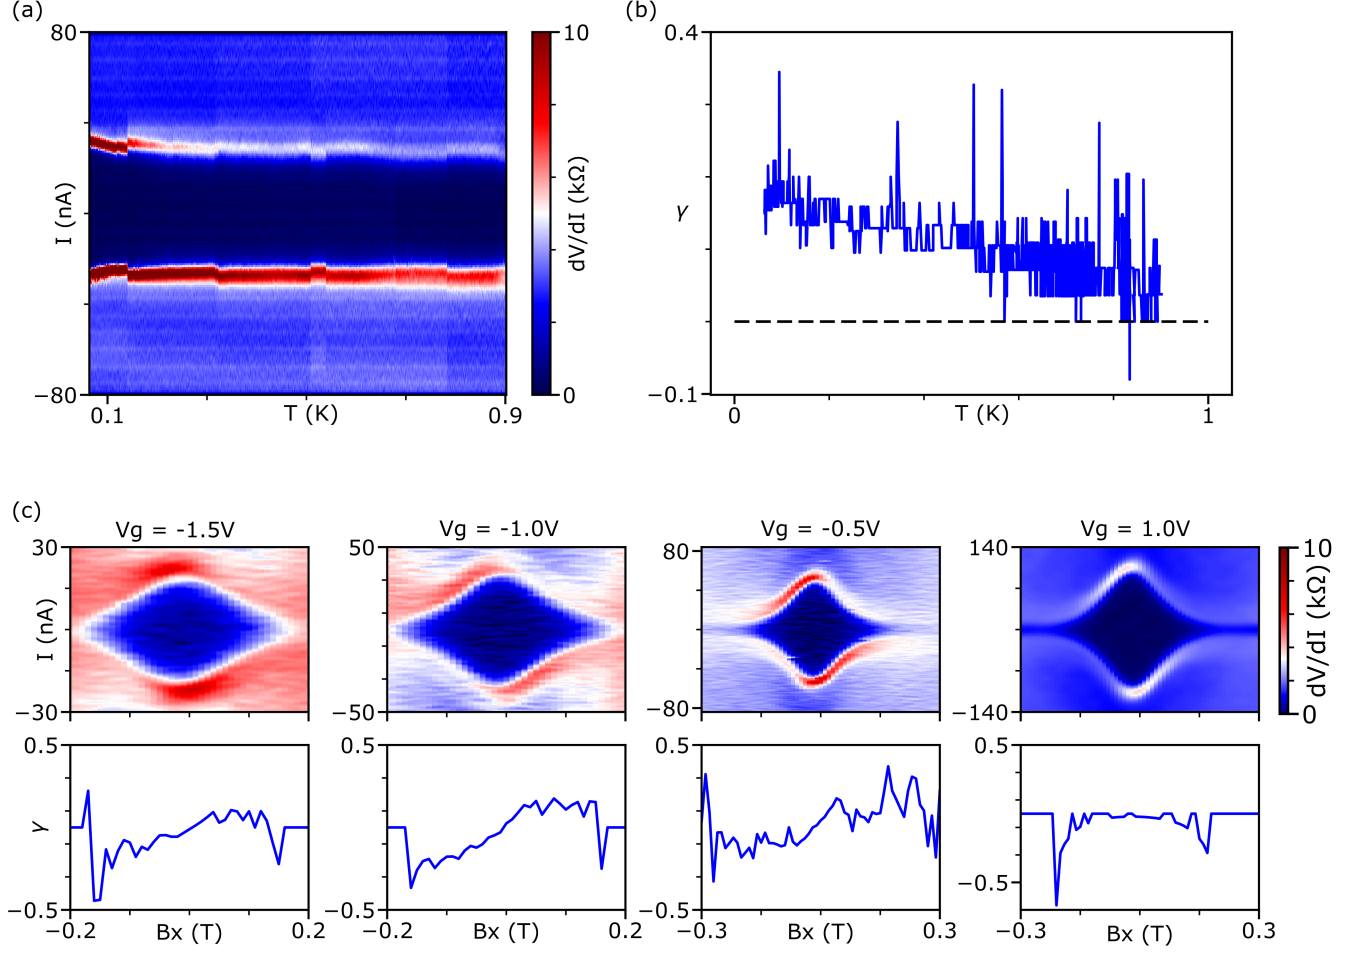 (a)
80
I (nA)
−80
0.1
T (K)
0.9
10
dV/dI (kΩ)
0
(b)
0.4
γ
−0.1
0
T (K)
1
(c)
Vg = -1.5V
Vg = -1.0V
Vg = -0.5V
Vg = 1.0V
30
I (nA)
−30
50
−50
80
−80
140
−140
10
dV/dI (kΩ)
0
0.5
γ
−0.5
−0.2
Bx (T)
0.2
0.5
−0.5
−0.2
Bx (T)
0.2
0.5
−0.5
−0.3
Bx (T)
0.3
0.5
−0.5
−0.3
Bx (T)
0.3